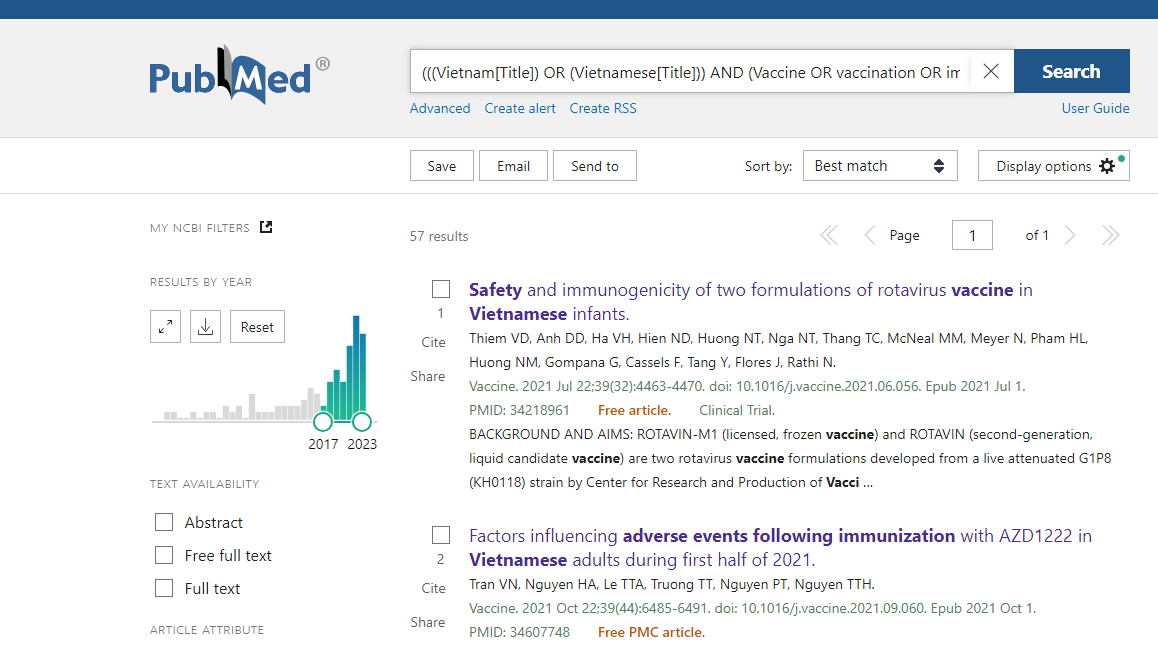 PubMed®
(((Vietnam[Title]) OR (Vietnamese[Title])) AND (Vaccine OR vaccination OR im
Search
Advanced Create alert Create RSS User Guide
Save Email Send to Sort by: Best match Display options
MY NCBI FILTERS
57 results
Page 1 of 1
RESULTS BY YEAR
Reset
2017 2023
TEXT AVAILABILITY
Abstract
Free full text
Full text
ARTICLE ATTRIBUTE
1
Cite
Share
Safety and immunogenicity of two formulations of rotavirus vaccine in
Vietnamese infants.
Thiem VD, Anh DD, Ha VH, Hien ND, Huong NT, Nga NT, Thang TC, McNeal MM, Meyer N, Pham HL,
Huong NM, Gompana G, Cassels F, Tang Y, Flores J, Rathi N.
Vaccine. 2021 Jul 22;39(32):4463-4470. doi: 10.1016/j.vaccine.2021.06.056. Epub 2021 Jul 1.
PMID: 34218961 Free article. Clinical Trial.
BACKGROUND AND AIMS: ROTAVIN-M1 (licensed, frozen vaccine) and ROTAVIN (second-generation,
liquid candidate vaccine) are two rotavirus vaccine formulations developed from a live attenuated G1P8
(KH0118) strain by Center for Research and Production of Vacci ...
2
Cite
Share
Factors influencing adverse events following immunization with AZD1222 in
Vietnamese adults during first half of 2021.
Tran VN, Nguyen HA, Le TTA, Truong TT, Nguyen PT, Nguyen TTH.
Vaccine. 2021 Oct 22;39(44):6485-6491. doi: 10.1016/j.vaccine.2021.09.060. Epub 2021 Oct 1.
PMID: 34607748 Free PMC article.